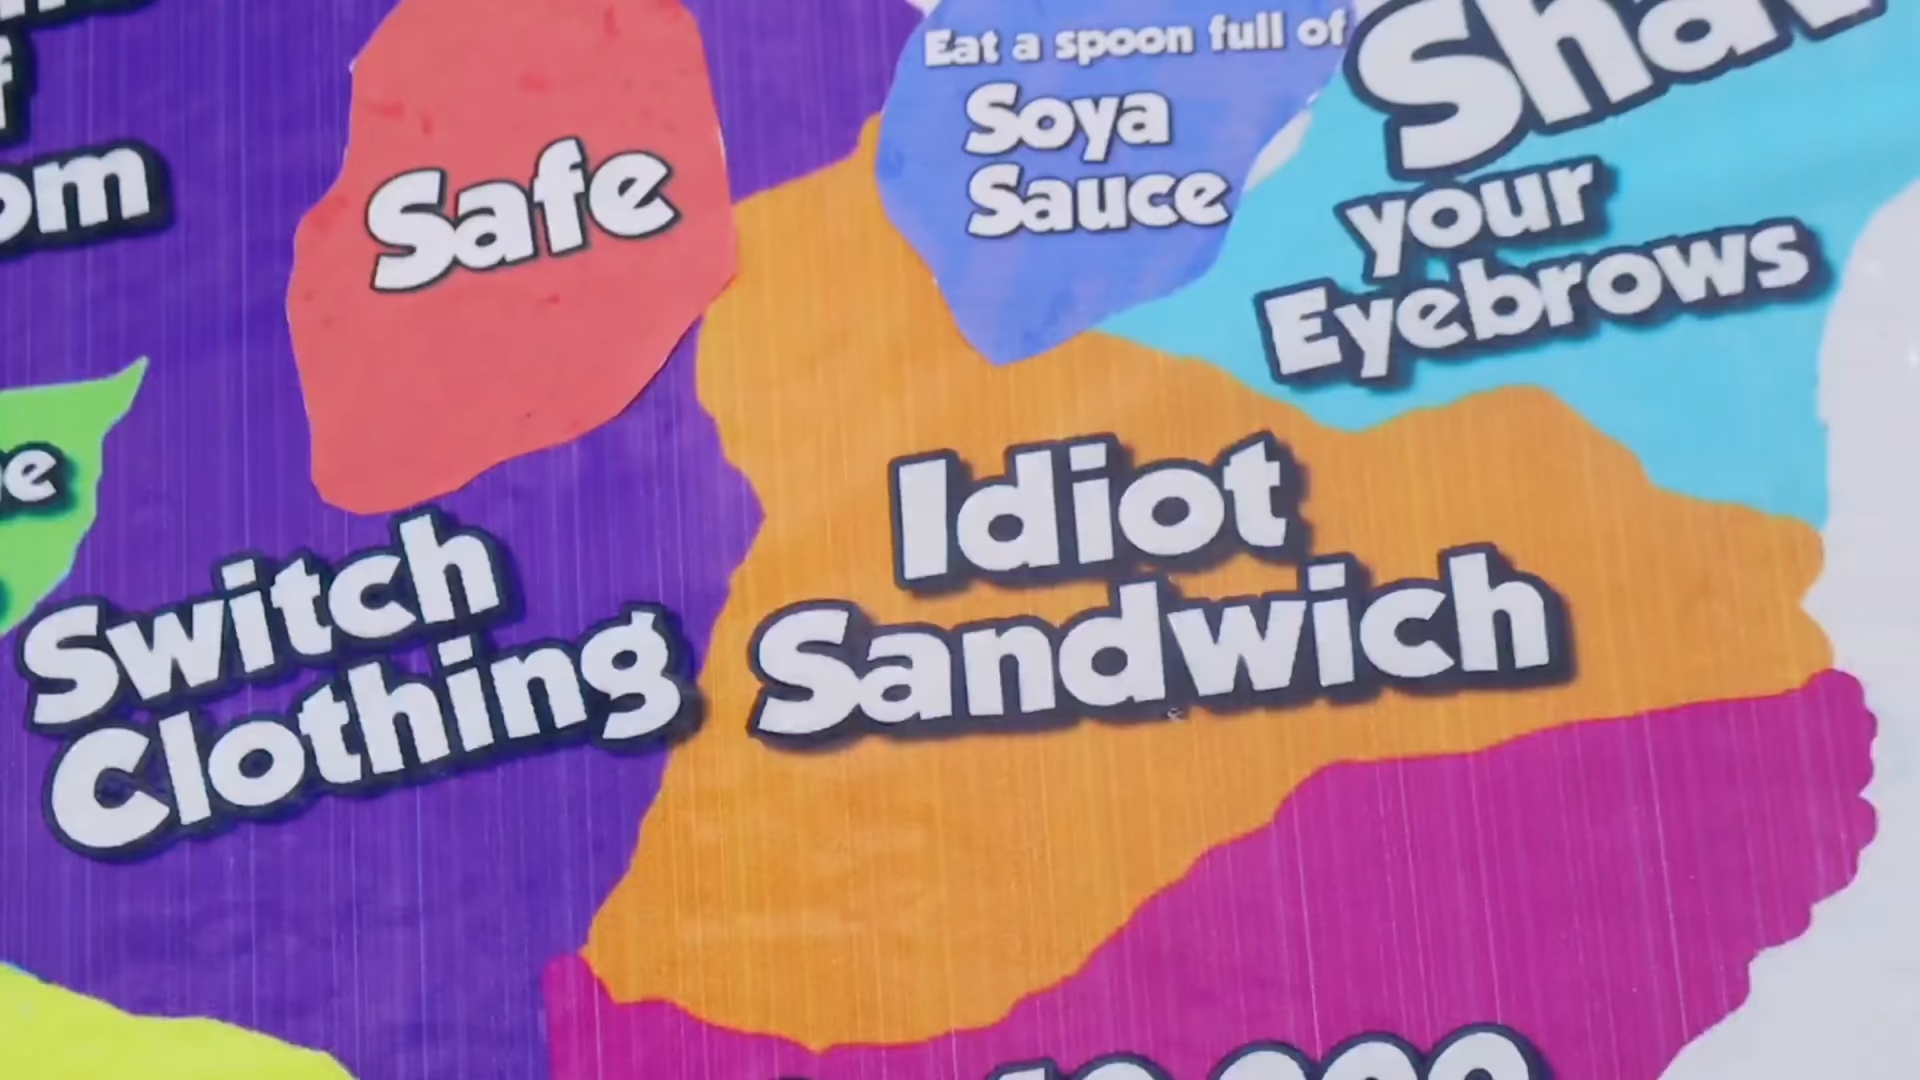 Eat a spoon full of
Soya
Sauce
your
Eyebrows
Safe
Idiot
Sandwich
Switch
Clothing